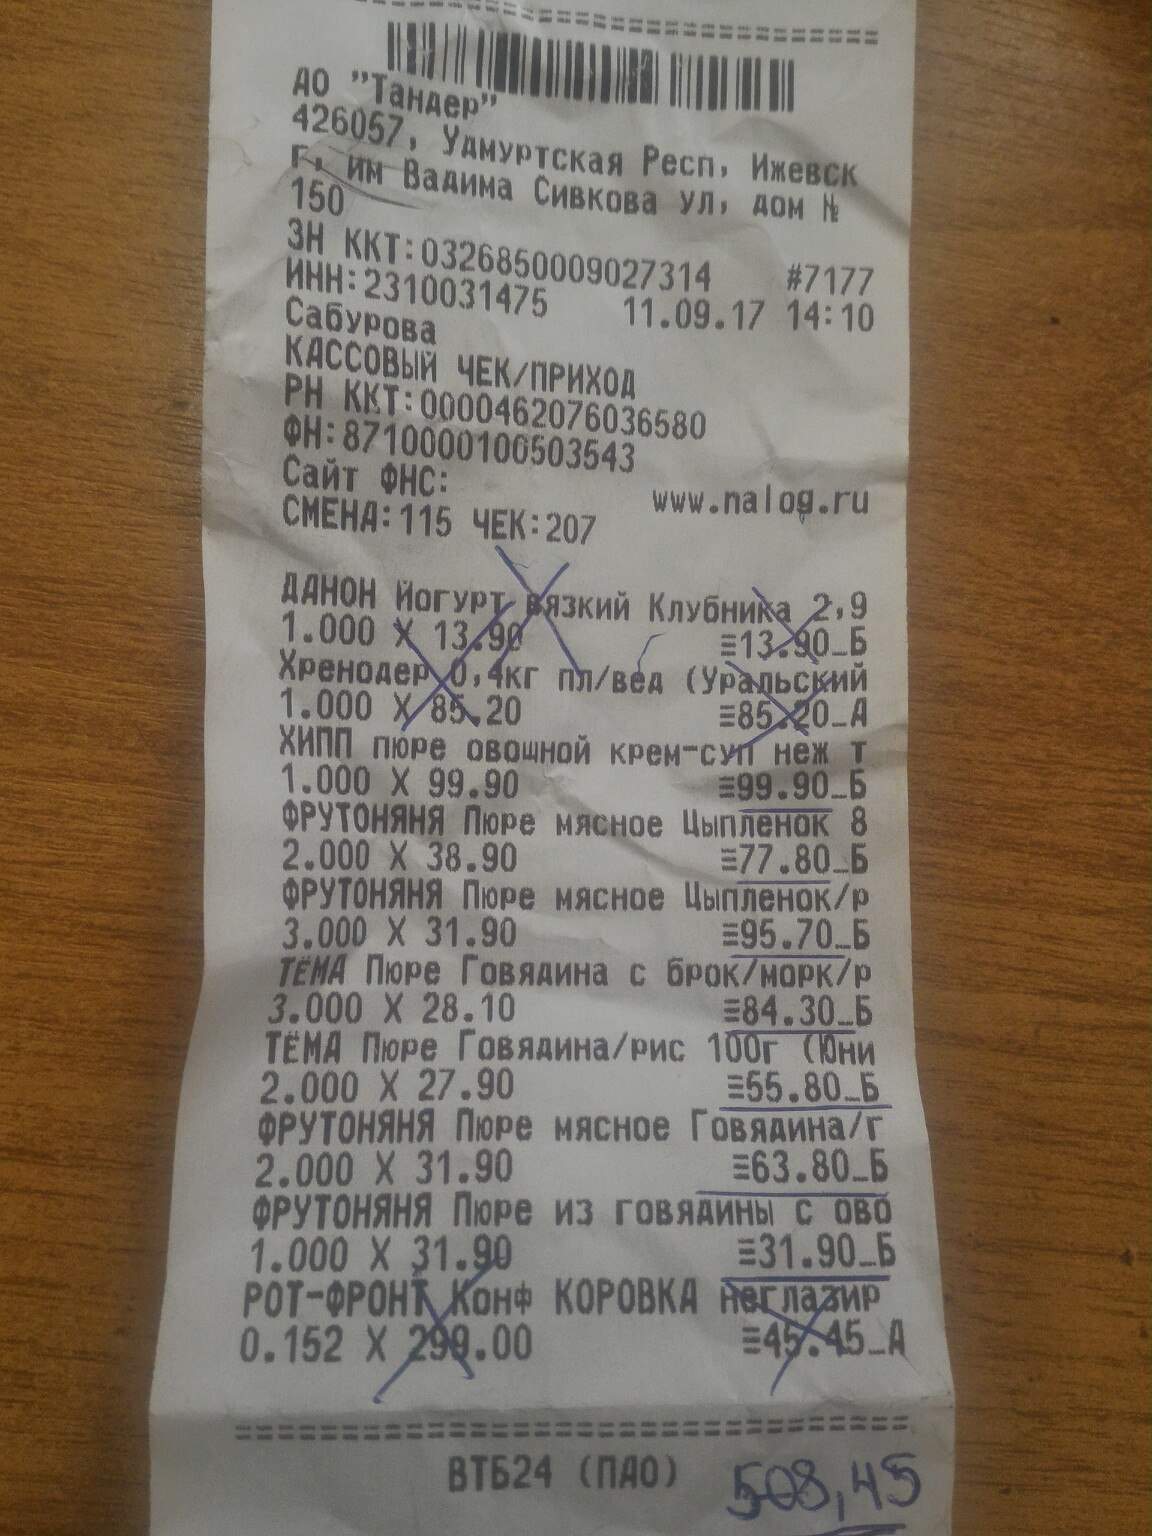 АО "Тандер"
426057, Удмуртская Респ, Ижевск
г, им Вадима Сивкова ул, дом №
150
ЗН ККТ:0326850009027314 #7177
ИНН:2310031475 11.09.17 14:10
Сабурова
КАССОВЫЙ ЧЕК/ПРИХОД
РН ККТ:0000462076036580
ФН:8710000100503543
Сайт ФНС: www.nalog.ru
СМЕНА:115 ЧЕК:207
ДАНОН Йогурт вязкий Клубника 2,9
1.000 X 13.90 ≡13.90_Б
Хренодер 0,4кг пл/вед (Уральский
1.000 X 85.20 ≡85.20_А
ХИПП пюре овошной крем-суп неж т
1.000 X 99.90 ≡99.90_Б
ФРУТОНЯНЯ Пюре мясное Цыпленок 8
2.000 X 38.90 ≡77.80_Б
ФРУТОНЯНЯ Пюре мясное Цыпленок/р
3.000 X 31.90 ≡95.70_Б
ТЁМА Пюре Говядина с брок/морк/р
3.000 X 28.10 ≡84.30_Б
ТЁМА Пюре Говядина/рис 100г (Юни
2.000 X 27.90 ≡55.80_Б
ФРУТОНЯНЯ Пюре мясное Говядина/г
2.000 X 31.90 ≡63.80_Б
ФРУТОНЯНЯ Пюре из говядины с ово
1.000 X 31.90 ≡31.90_Б
РОТ-ФРОНТ Конф КОРОВКА неглазир
0.152 X 299.00 ≡45.45_А
ВТБ24 (ПАО) 508,45